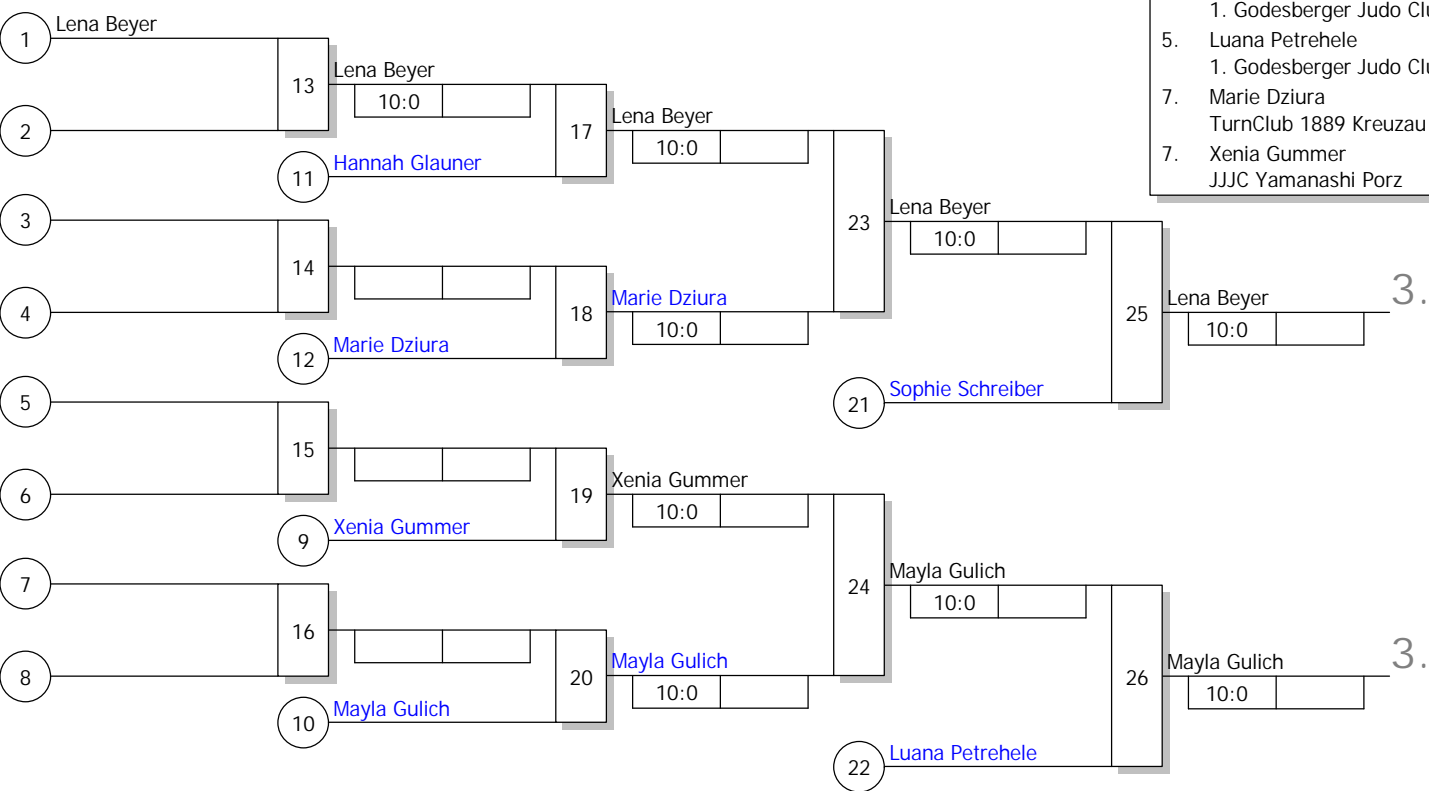 1. Godesberger Judo Clu
5. Luana Petrehele
1. Godesberger Judo Clu
7. Marie Dziura
TurnClub 1889 Kreuzau
7. Xenia Gummer
JJJC Yamanashi Porz
1 Lena Beyer
13 Lena Beyer
10:0
2
17 Lena Beyer
10:0
11 Hannah Glauner
3
23 Lena Beyer
10:0
14
4
18 Marie Dziura
10:0
12 Marie Dziura
25 Lena Beyer 3.
10:0
5
21 Sophie Schreiber
15
6
19 Xenia Gummer
10:0
9 Xenia Gummer
7
24 Mayla Gulich
10:0
16
8
20 Mayla Gulich
10:0
10 Mayla Gulich
26 Mayla Gulich 3.
10:0
22 Luana Petrehele